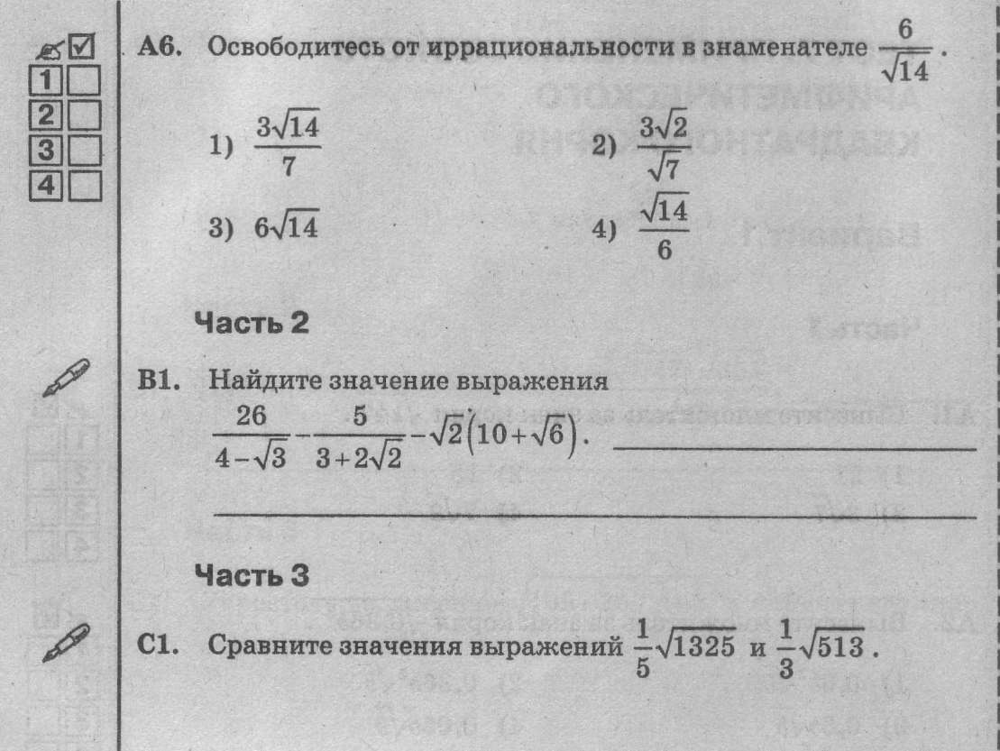 А6. Освободитесь от иррациональности в знаменателе 6/√14 .
1
2
3
4
1) 3√14/7 2) 3√2/√7
3) 6√14 4) √14/6
Часть 2
В1. Найдите значение выражения
26/(4−√3) − 5/(3+2√2) − √2(10+√6).
Часть 3
С1. Сравните значения выражений 1/5√1325 и 1/3√513 .